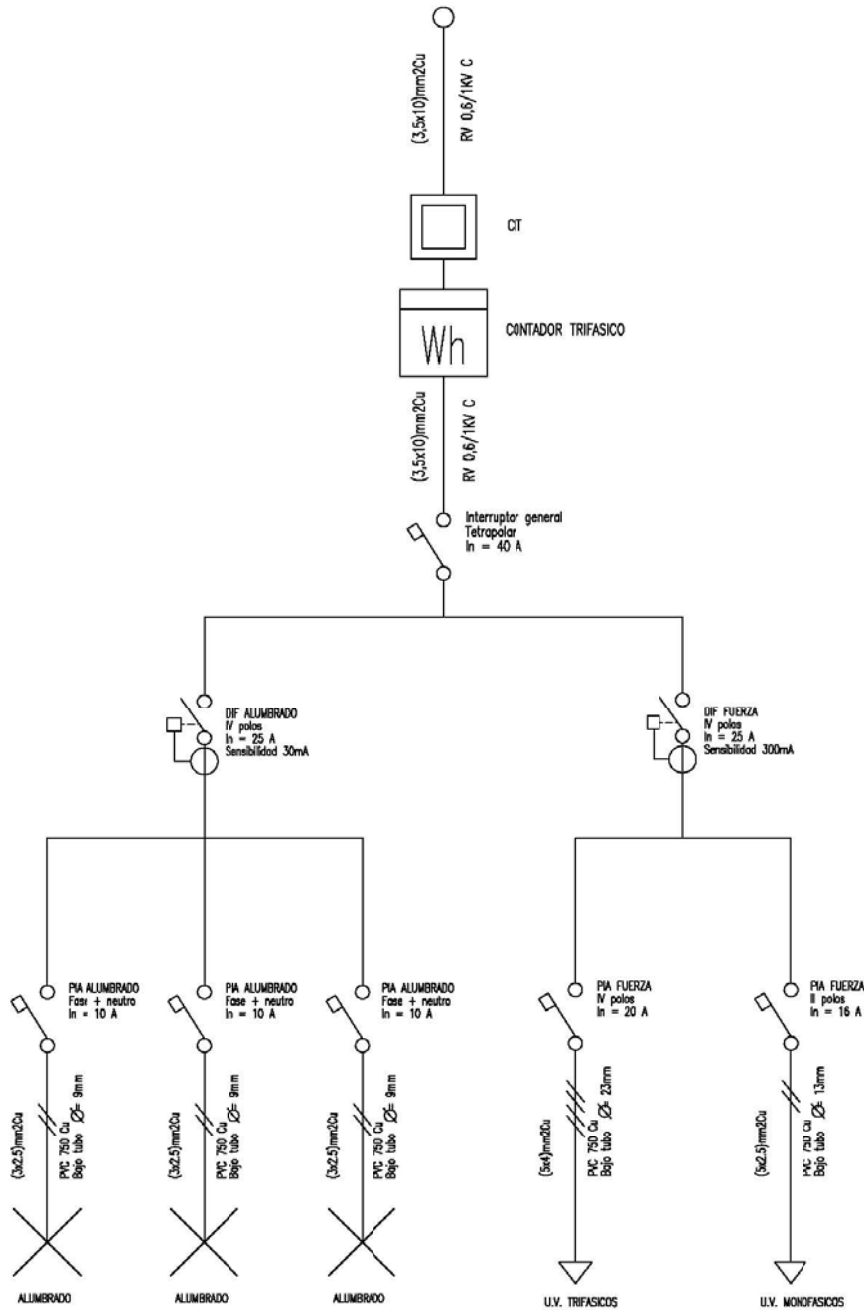 (3,5x10)mm2Cu
RV 0,6/1KV C
CIT
CONTADOR TRIFASICO
Wh
(3,5x10)mm2Cu
RV 0,6/1KV C
Interruptor general
Tetrapolar
In = 40 A
DIF ALUMBRADO
IV polos
In = 25 A
Sensibilidad 30mA
DIF FUERZA
IV polos
In = 25 A
Sensibilidad 300mA
PIA ALUMBRADO
Fase + neutro
In = 10 A
PIA ALUMBRADO
Fase + neutro
In = 10 A
PIA ALUMBRADO
Fase + neutro
In = 10 A
PIA FUERZA
IV polos
In = 20 A
PIA FUERZA
II polos
In = 16 A
(3x2.5)mm2Cu
PVC 750 Cu
Bajo tubo Ø= 9mm
(3x2.5)mm2Cu
PVC 750 Cu
Bajo tubo Ø= 9mm
(3x2.5)mm2Cu
PVC 750 Cu
Bajo tubo Ø= 9mm
(5x4)mm2Cu
PVC 750 Cu
Bajo tubo Ø= 23mm
(5x2.5)mm2Cu
PVC 750 Cu
Bajo tubo Ø= 13mm
ALUMBRADO
ALUMBRADO
ALUMBRADO
U.V. TRIFASICOS
U.V. MONOFASICOS